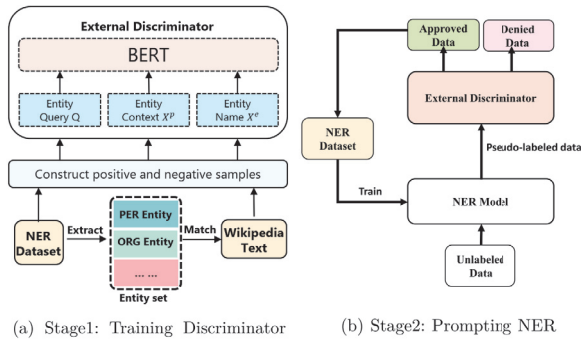 External Discriminator
BERT
Entity
Query Q
Entity
Context X^p
Entity
Name X^e
Construct positive and negative samples
NER
Dataset
Extract
PER Entity
ORG Entity
... ...
Entity set
Match
Wikipedia
Text
(a) Stage1: Training Discriminator
Approved
Data
Denied
Data
External Discriminator
NER
Dataset
Pseudo-labeled data
Train
NER Model
Unlabeled
Data
(b) Stage2: Prompting NER